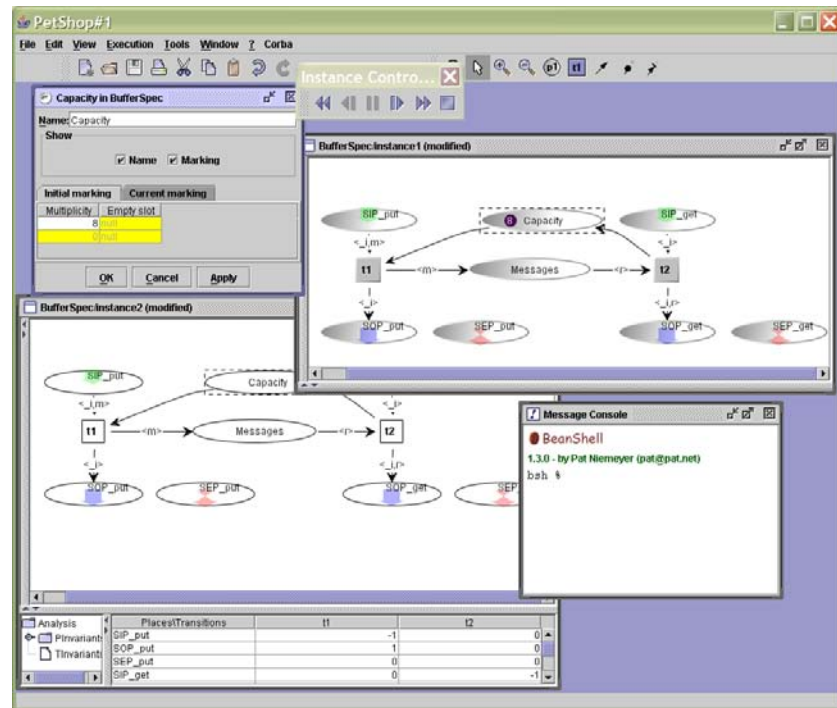 PetShop#1
File Edit View Execution Tools Window ? Corba
p1 t1
Instance Contro...
Capacity in BufferSpec
Name: Capacity
Show
Name Marking
Initial marking Current marking
Multiplicity Empty slot
8 null
0 null
OK Cancel Apply
BufferSpec:instance1 (modified)
SIP_put 8 Capacity SIP_get
<_i,m> <_i>
t1 <m> Messages <r> t2
<_i> <_i,r>
SOP_put SEP_put SOP_get SEP_get
BufferSpec:instance2 (modified)
SIP_put Capacity
<_i,m>
t1 <m> Messages <r> t2
<_i> <_i,r>
SOP_put SEP_put SOP_get
Message Console
BeanShell
1.3.0 - by Pat Niemeyer (pat@pat.net)
bsh %
Analysis
PInvariants
TInvariants
Places\Transitions t1 t2
SIP_put -1 0
SOP_put 1 0
SEP_put 0 0
SIP_get 0 -1